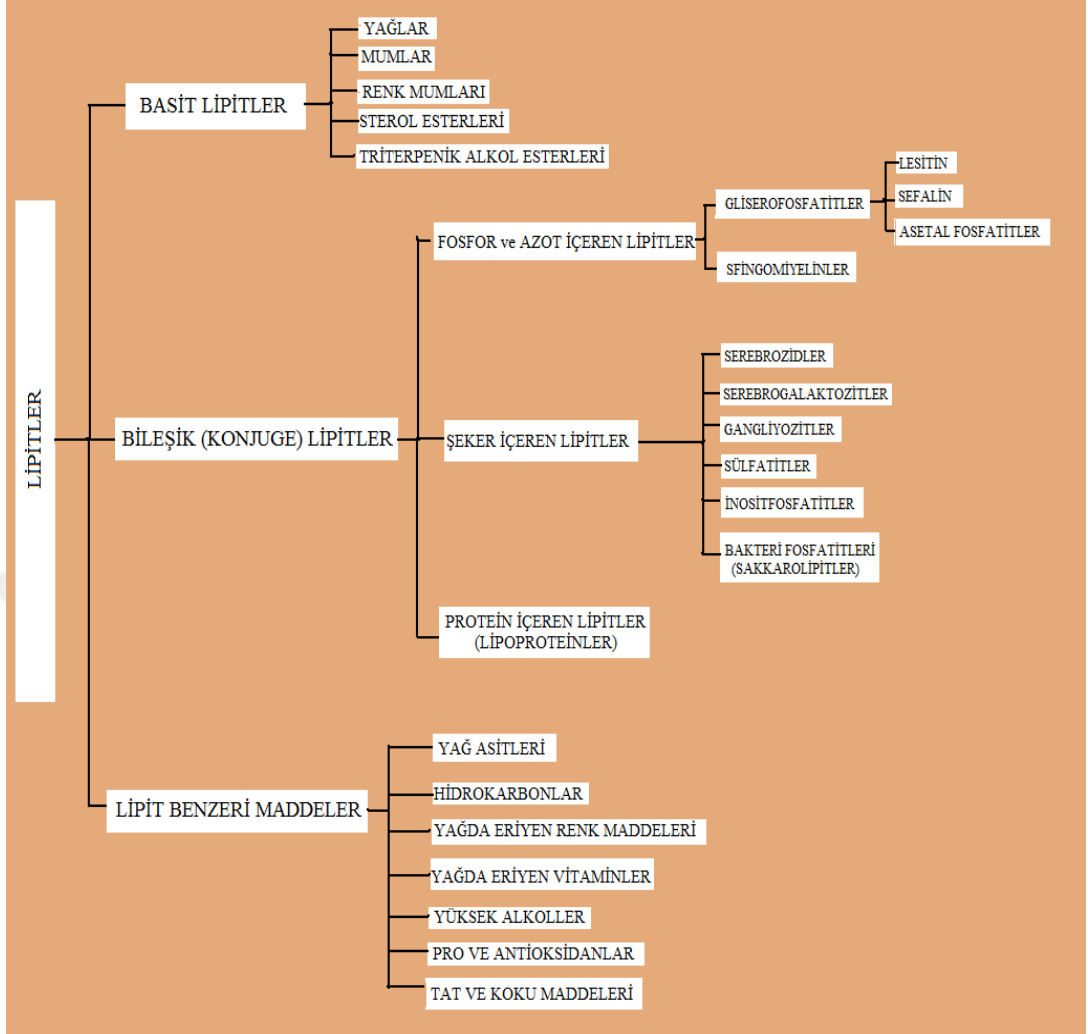 LİPİTLER
BASİT LİPİTLER
YAĞLAR
MUMLAR
RENK MUMLARI
STEROL ESTERLERİ
TRİTERPENİK ALKOL ESTERLERİ
BİLEŞİK (KONJUGE) LİPİTLER
FOSFOR ve AZOT İÇEREN LİPİTLER
GLİSEROFOSFATİTLER
LESİTİN
SEFALİN
ASETAL FOSFATİTLER
SFİNGOMİYELİNLER
ŞEKER İÇEREN LİPİTLER
SEREBROZİDLER
SEREBROGALAKTOZİTLER
GANGLİYOZİTLER
SÜLFATİTLER
İNOSİTFOSFATİTLER
BAKTERİ FOSFATİTLERİ
(SAKKAROLİPİTLER)
PROTEİN İÇEREN LİPİTLER
(LİPOPROTEİNLER)
LİPİT BENZERİ MADDELER
YAĞ ASİTLERİ
HİDROKARBONLAR
YAĞDA ERİYEN RENK MADDELERİ
YAĞDA ERİYEN VİTAMİNLER
YÜKSEK ALKOLLER
PRO VE ANTİOKSİDANLAR
TAT VE KOKU MADDELERİ